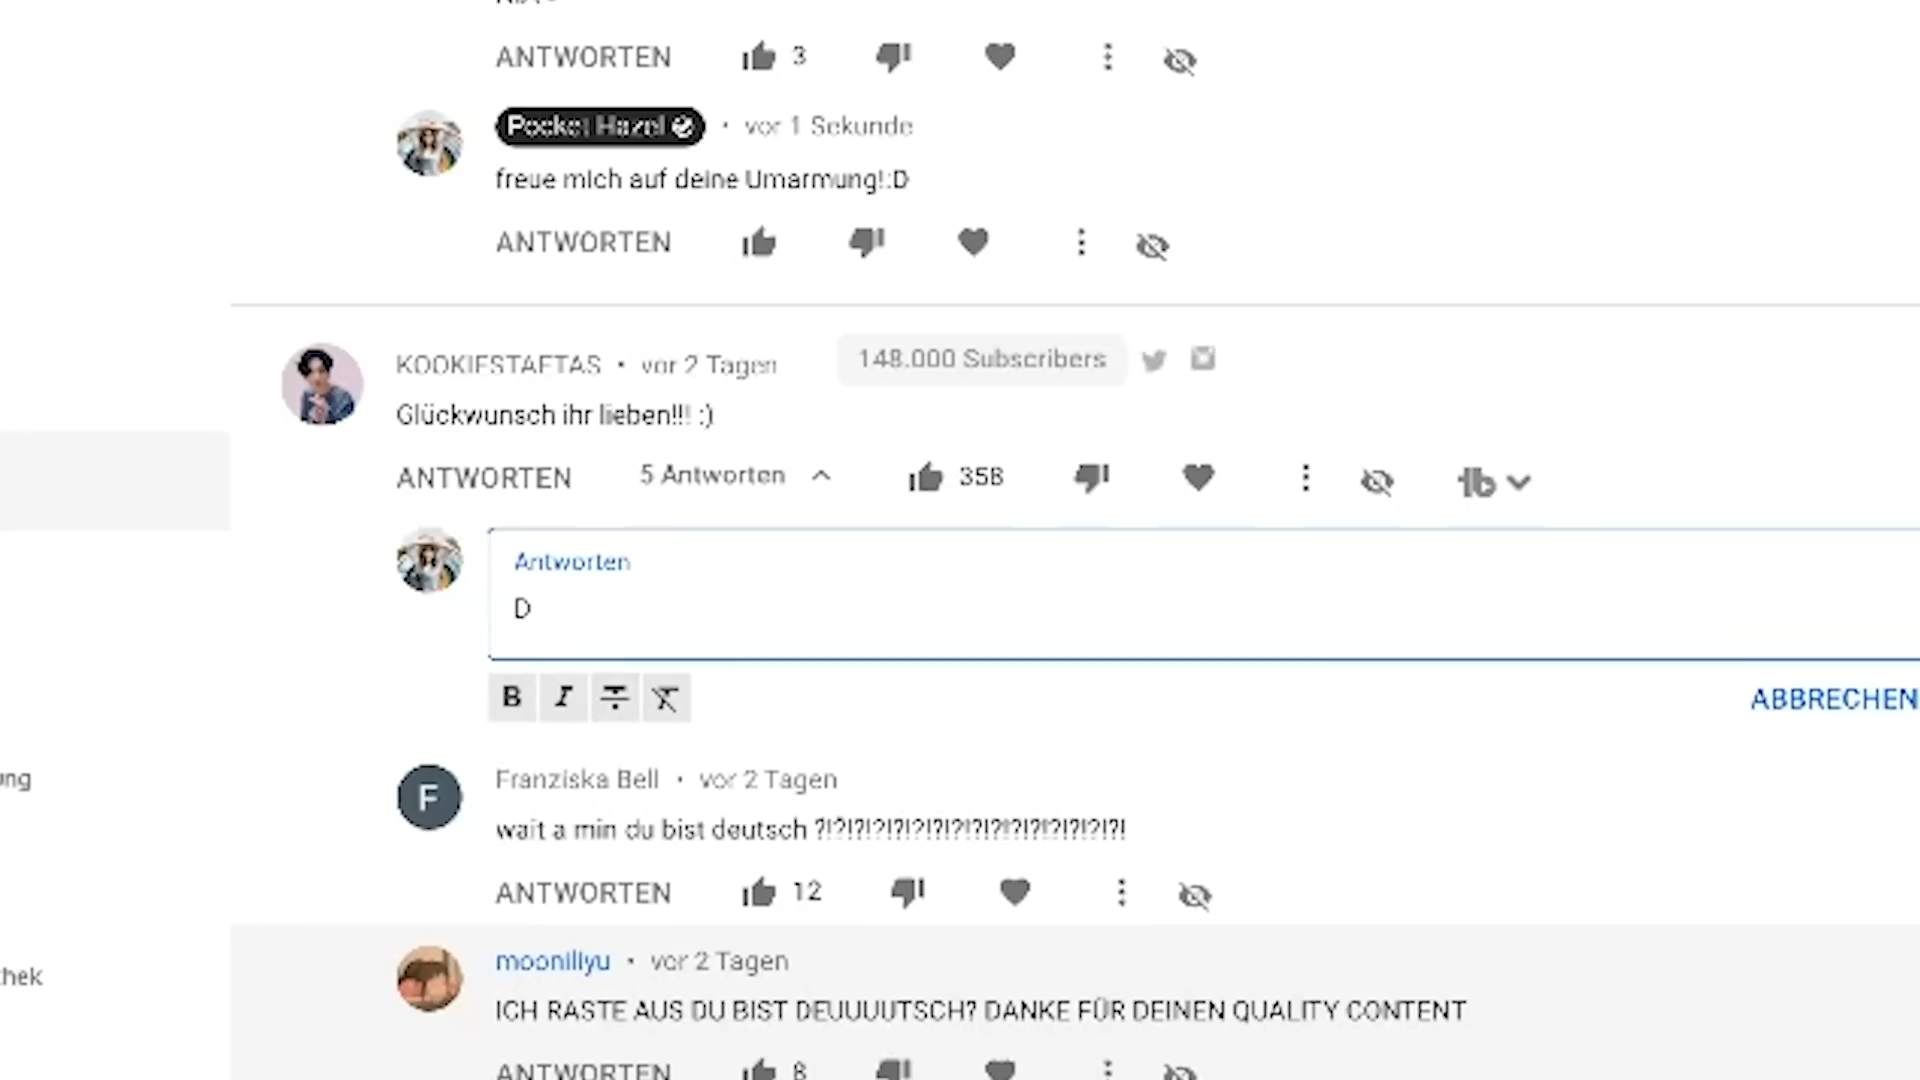 ANTWORTEN 3
Pocket Hazel • vor 1 Sekunde
freue mich auf deine Umarmung!:D
ANTWORTEN
KOOKIESTAETAS • vor 2 Tagen 148.000 Subscribers
Glückwunsch ihr lieben!!! :)
ANTWORTEN 5 Antworten 358
Antworten
D
B I T T
ABBRECHEN
ung
F Franziska Bell • vor 2 Tagen
wait a min du bist deutsch ?!?!?!?!?!?!?!?!?!?!?!?!?!?!?!?!
ANTWORTEN 12
mooniliyu • vor 2 Tagen
thek
ICH RASTE AUS DU BIST DEUUUUTSCH? DANKE FÜR DEINEN QUALITY CONTENT
ANTWORTEN 8